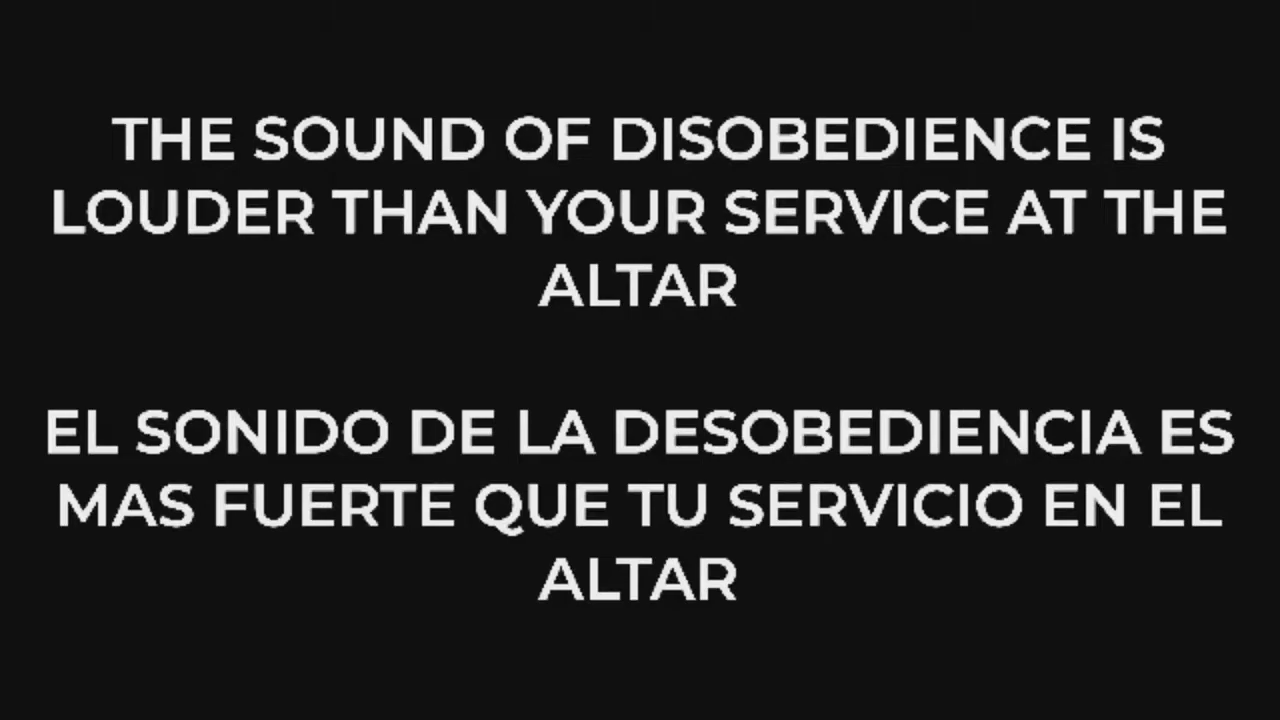 THE SOUND OF DISOBEDIENCE IS
LOUDER THAN YOUR SERVICE AT THE
ALTAR
EL SONIDO DE LA DESOBEDIENCIA ES
MAS FUERTE QUE TU SERVICIO EN EL
ALTAR